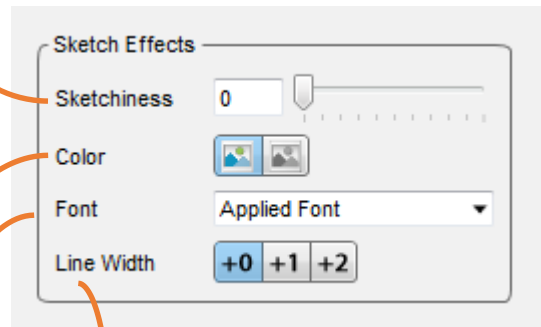 Sketch Effects
Sketchiness 0
Color
Font Applied Font
Line Width +0 +1 +2